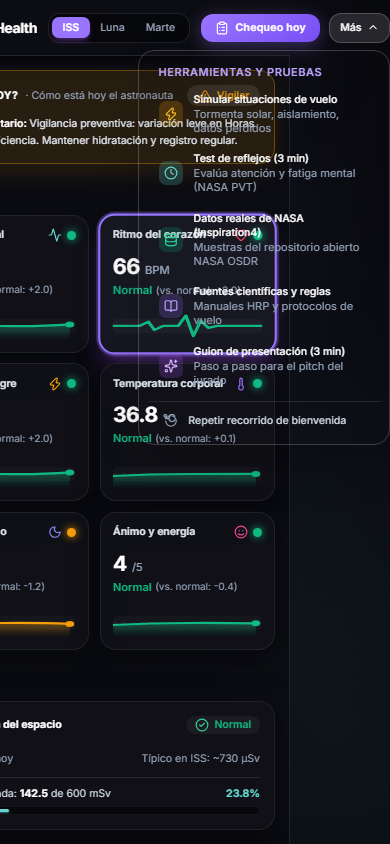 Health
ISS
Luna
Marte
Chequeo hoy
Más
HERRAMIENTAS Y PRUEBAS
OY? · Cómo está hoy el astronauta
Vigilar
Simular situaciones de vuelo
Tormenta solar, aislamiento,
datos perdidos
tario: Vigilancia preventiva: variación leve en Horas
ciencia. Mantener hidratación y registro regular.
Test de reflejos (3 min)
Evalúa atención y fatiga mental
(NASA PVT)
Datos reales de NASA
(Inspiration4)
Muestras del repositorio abierto
NASA OSDR
Fuentes científicas y reglas
Manuales HRP y protocolos de
vuelo
Guion de presentación (3 min)
Paso a paso para el pitch del
jurado
Repetir recorrido de bienvenida
al
ormal: +2.0)
Ritmo del corazón
66 BPM
Normal (vs. normal:
gre
ormal: +2.0)
Temperatura corporal
36.8
Normal (vs. normal: +0.1)
o
mal: -1.2)
Ánimo y energía
4 /5
Normal (vs. normal: -0.4)
del espacio
Normal
oy
Típico en ISS: ~730 µSv
ada: 142.5 de 600 mSv
23.8%